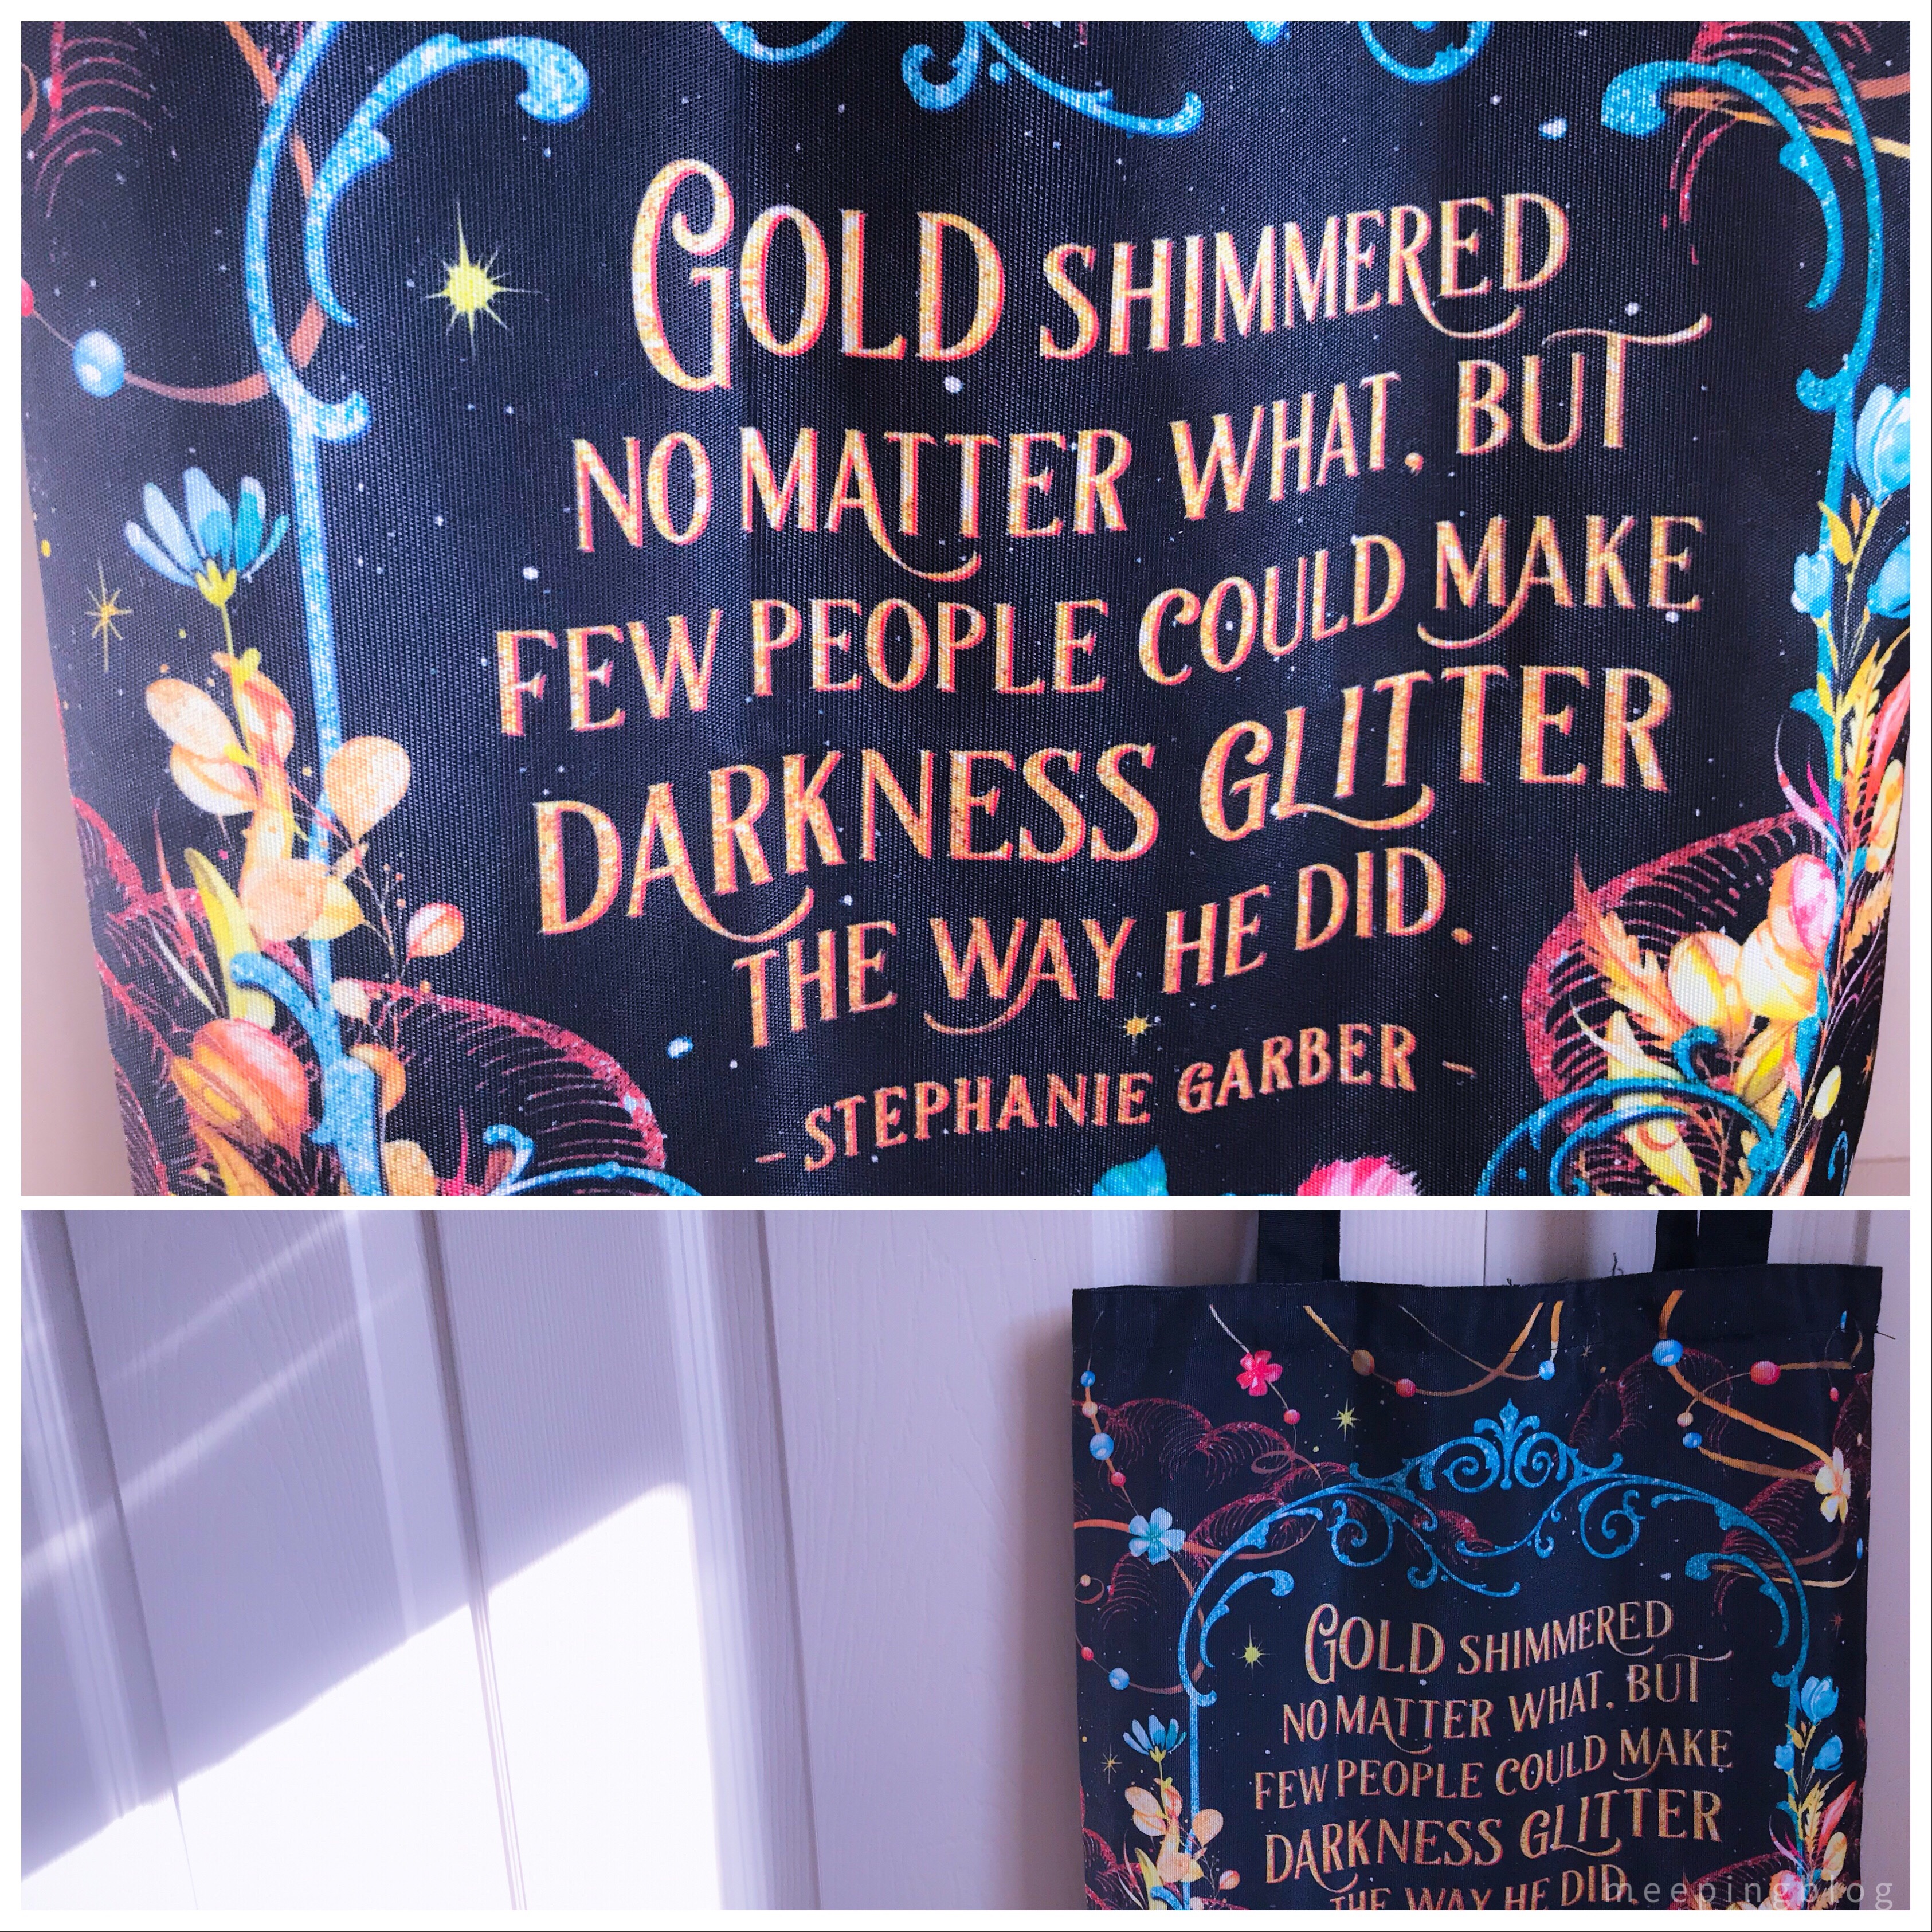 GOLD SHIMMERED
NO MATTER WHAT, BUT
FEW PEOPLE COULD MAKE
DARKNESS GLITTER
THE WAY HE DID.
- STEPHANIE GARBER -
GOLD SHIMMERED
NO MATTER WHAT, BUT
FEW PEOPLE COULD MAKE
DARKNESS GLITTER
THE WAY HE DID.
meepingblog